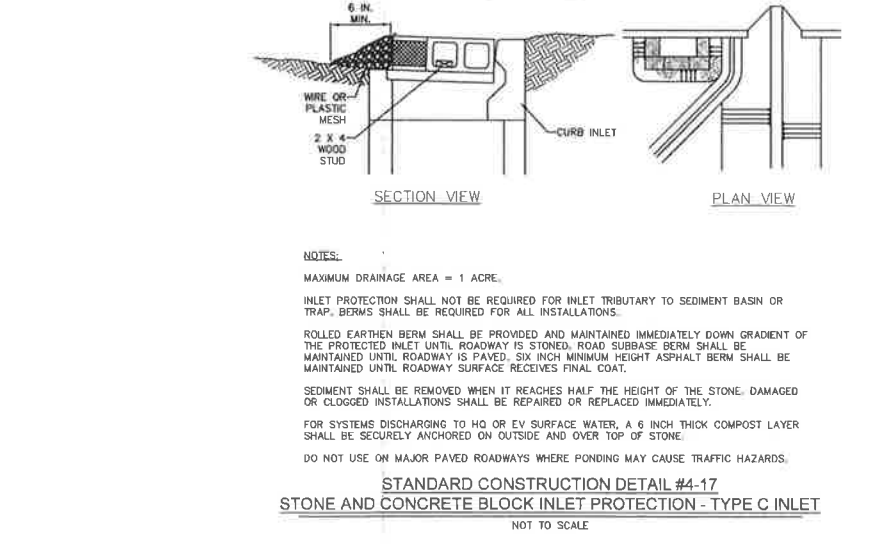 6 IN.
MIN.
WIRE OR
PLASTIC
MESH
2 X 4
WOOD
STUD
CURB INLET
SECTION VIEW
PLAN VIEW
NOTES:
MAXIMUM DRAINAGE AREA = 1 ACRE.
INLET PROTECTION SHALL NOT BE REQUIRED FOR INLET TRIBUTARY TO SEDIMENT BASIN OR
TRAP. BERMS SHALL BE REQUIRED FOR ALL INSTALLATIONS.
ROLLED EARTHEN BERM SHALL BE PROVIDED AND MAINTAINED IMMEDIATELY DOWN GRADIENT OF
THE PROTECTED INLET UNTIL ROADWAY IS STONED. ROAD SUBBASE BERM SHALL BE
MAINTAINED UNTIL ROADWAY IS PAVED. SIX INCH MINIMUM HEIGHT ASPHALT BERM SHALL BE
MAINTAINED UNTIL ROADWAY SURFACE RECEIVES FINAL COAT.
SEDIMENT SHALL BE REMOVED WHEN IT REACHES HALF THE HEIGHT OF THE STONE. DAMAGED
OR CLOGGED INSTALLATIONS SHALL BE REPAIRED OR REPLACED IMMEDIATELY.
FOR SYSTEMS DISCHARGING TO HQ OR EV SURFACE WATER, A 6 INCH THICK COMPOST LAYER
SHALL BE SECURELY ANCHORED ON OUTSIDE AND OVER TOP OF STONE.
DO NOT USE ON MAJOR PAVED ROADWAYS WHERE PONDING MAY CAUSE TRAFFIC HAZARDS.
STANDARD CONSTRUCTION DETAIL #4-17
STONE AND CONCRETE BLOCK INLET PROTECTION - TYPE C INLET
NOT TO SCALE